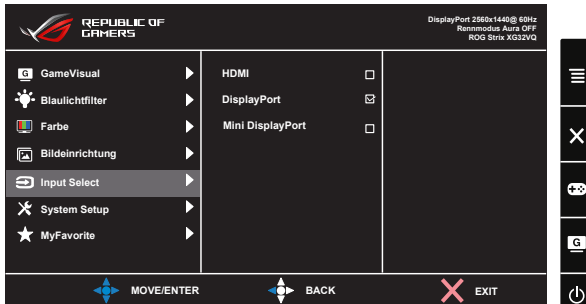 REPUBLIC OF
GAMERS
DisplayPort 2560x1440@ 60Hz
Rennmodus Aura OFF
ROG Strix XG32VQ
G GameVisual
Blaulichtfilter
Farbe
Bildeinrichtung
Input Select
System Setup
MyFavorite
HDMI
DisplayPort
Mini DisplayPort
G
MOVE/ENTER
BACK
EXIT